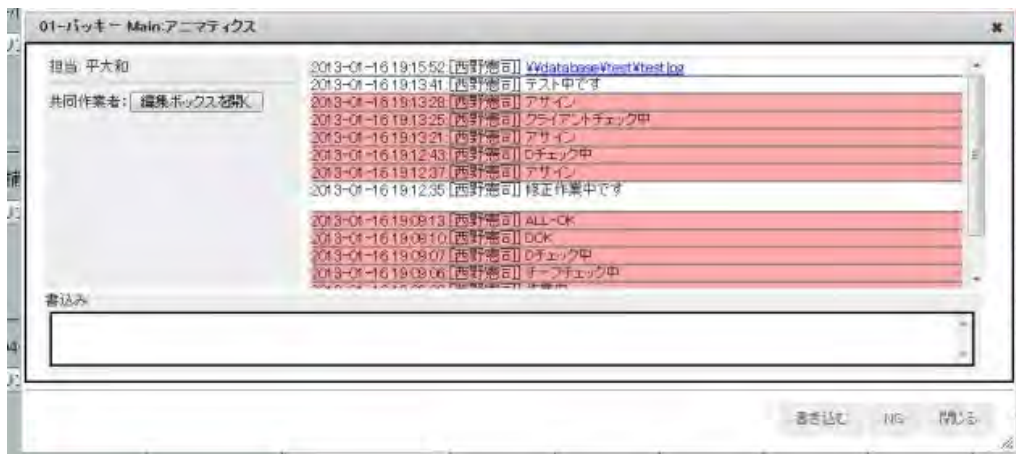 01-バッキー Main:アニマティクス
担当: 平大和
共同作業者: 編集ボックスを開く
2013-01-16 19:15:52:[西野憲司] ¥¥database¥test¥test.log
2013-01-16 19:13:41:[西野憲司] テスト中です
2013-01-16 19:13:28:[西野憲司] アサイン
2013-01-16 19:13:25:[西野憲司] クライアントチェック中
2013-01-16 19:13:21:[西野憲司] アサイン
2013-01-16 19:12:43:[西野憲司] Dチェック中
2013-01-16 19:12:37:[西野憲司] アサイン
2013-01-16 19:12:35:[西野憲司] 修正作業中です
2013-01-16 19:09:13:[西野憲司] ALL-OK
2013-01-16 19:09:10:[西野憲司] DOK
2013-01-16 19:09:07:[西野憲司] Dチェック中
2013-01-16 19:09:06:[西野憲司] チーフチェック中
書込み
書き込む NG 閉じる